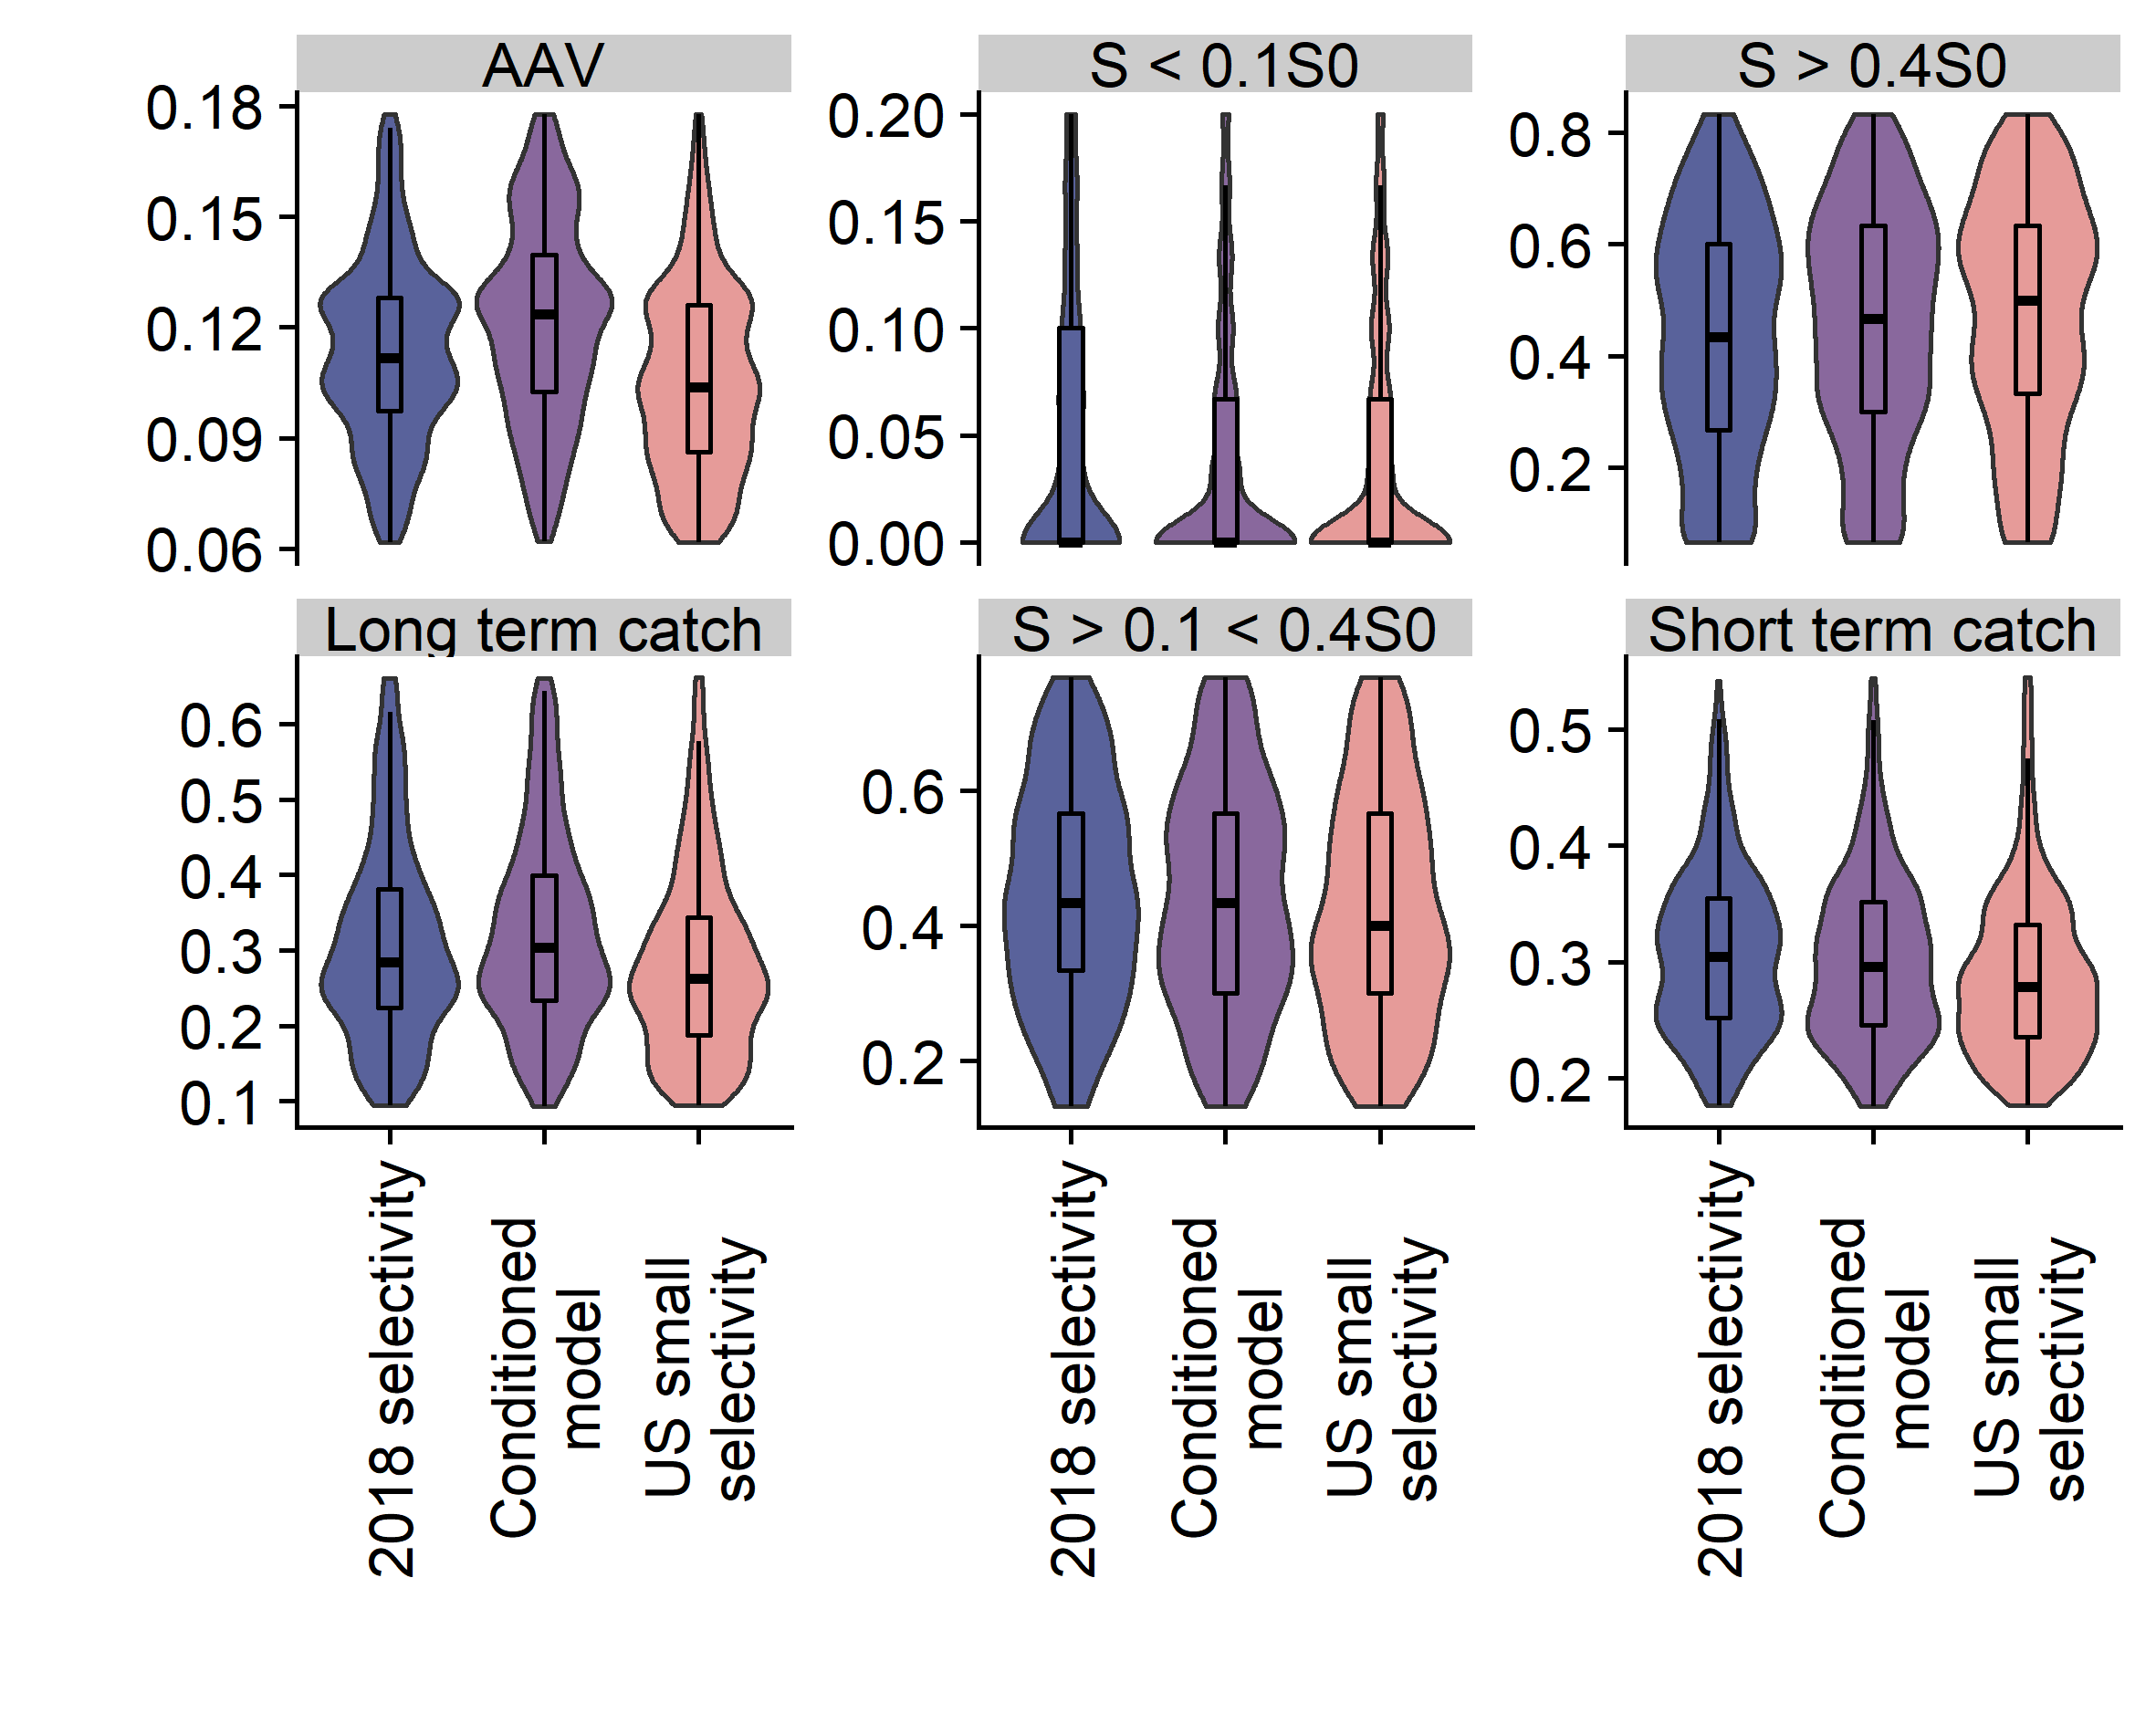 AAV
S < 0.1S0
S > 0.4S0
0.18
0.15
0.12
0.09
0.06
0.20
0.15
0.10
0.05
0.00
0.8
0.6
0.4
0.2
Long term catch
S > 0.1 < 0.4S0
Short term catch
0.6
0.5
0.4
0.3
0.2
0.1
0.6
0.4
0.2
0.5
0.4
0.3
0.2
2018 selectivity
Conditioned
model
US small
selectivity
2018 selectivity
Conditioned
model
US small
selectivity
2018 selectivity
Conditioned
model
US small
selectivity